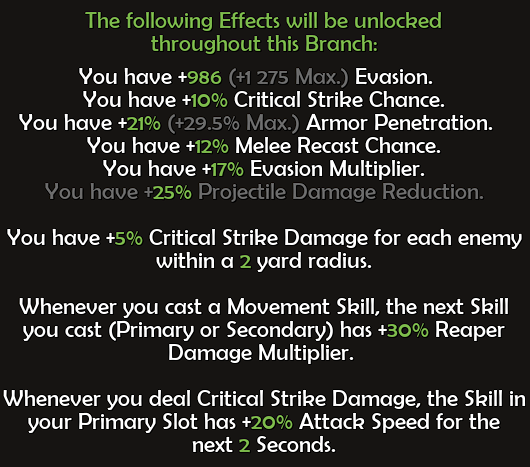 The following Effects will be unlocked
throughout this Branch:
You have +986 (+1 275 Max.) Evasion.
You have +10% Critical Strike Chance.
You have +21% (+29.5% Max.) Armor Penetration.
You have +12% Melee Recast Chance.
You have +17% Evasion Multiplier.
You have +25% Projectile Damage Reduction.
You have +5% Critical Strike Damage for each enemy
within a 2 yard radius.
Whenever you cast a Movement Skill, the next Skill
you cast (Primary or Secondary) has +30% Reaper
Damage Multiplier.
Whenever you deal Critical Strike Damage, the Skill in
your Primary Slot has +20% Attack Speed for the
next 2 Seconds.